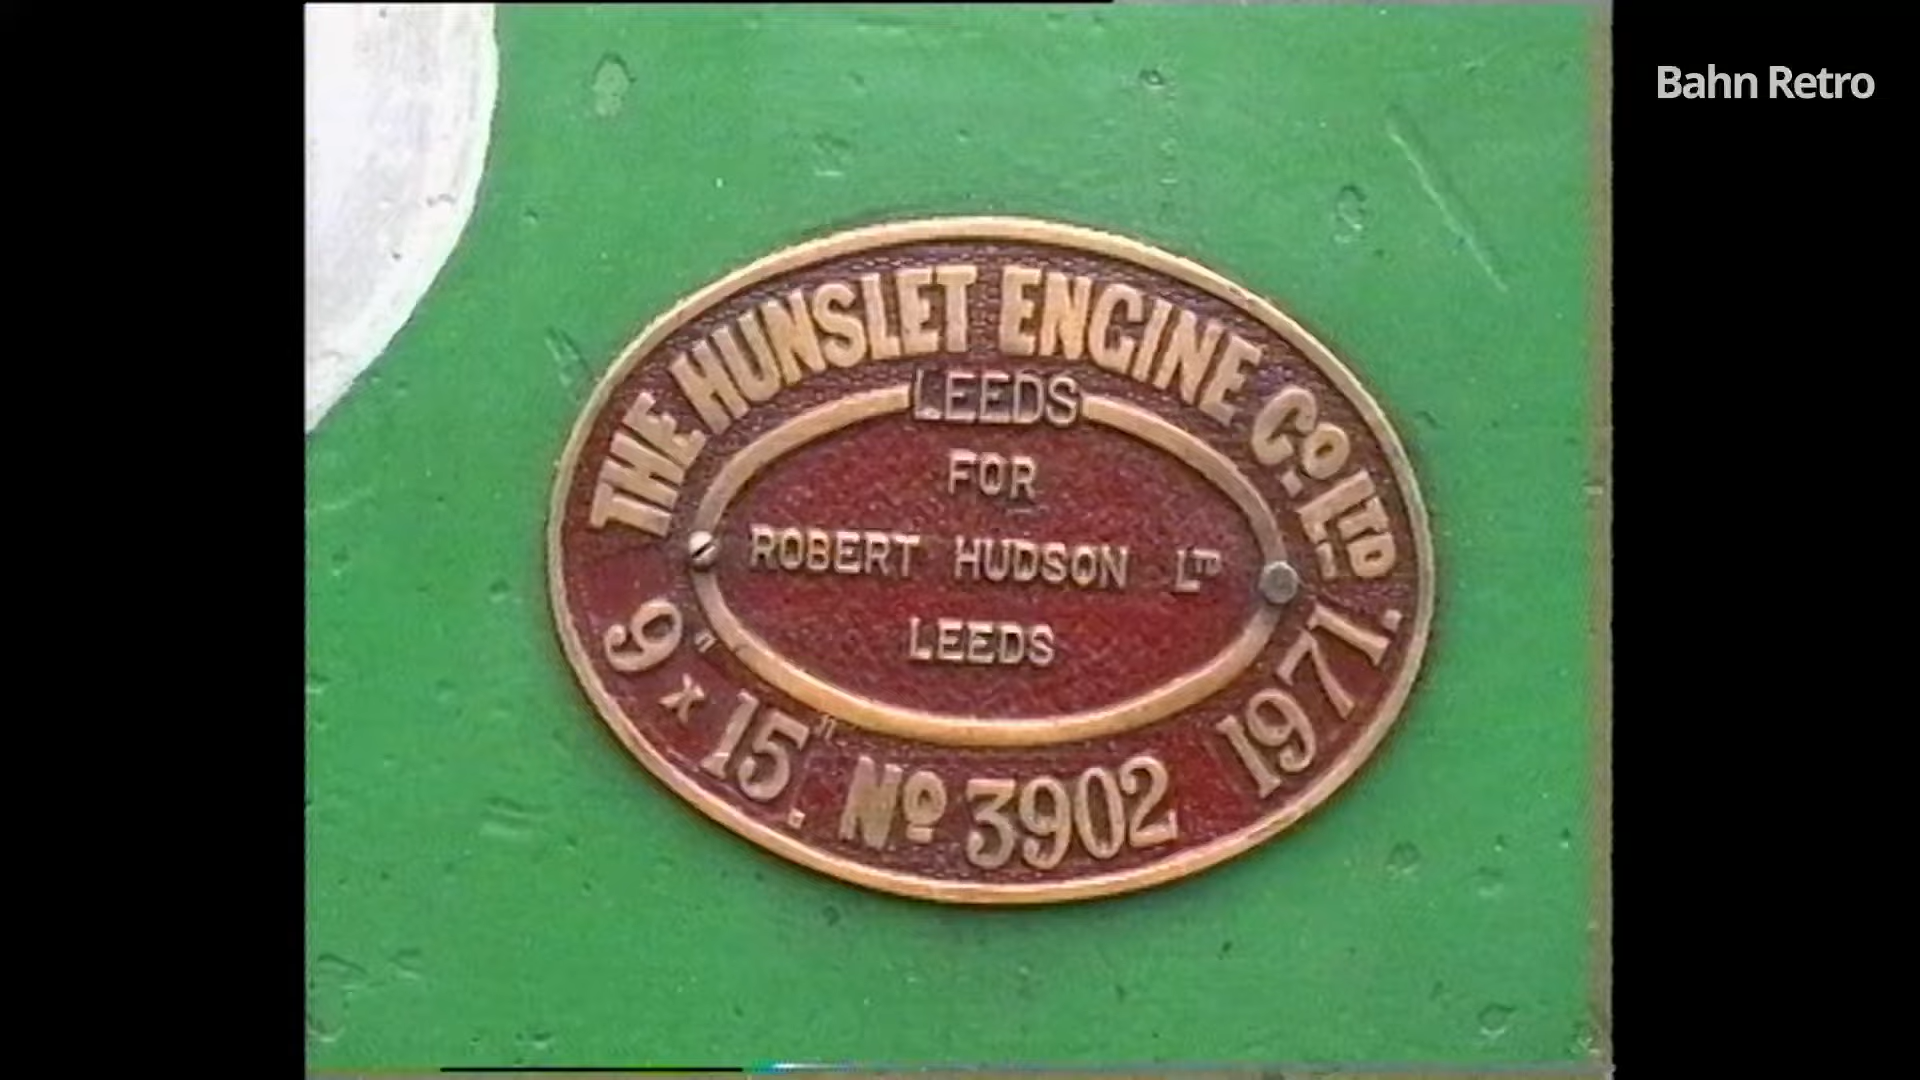 Bahn Retro
THE HUNSLET ENGINE Co LTD
LEEDS
FOR
ROBERT HUDSON LTD
LEEDS
9" x 15". No 3902 1971.